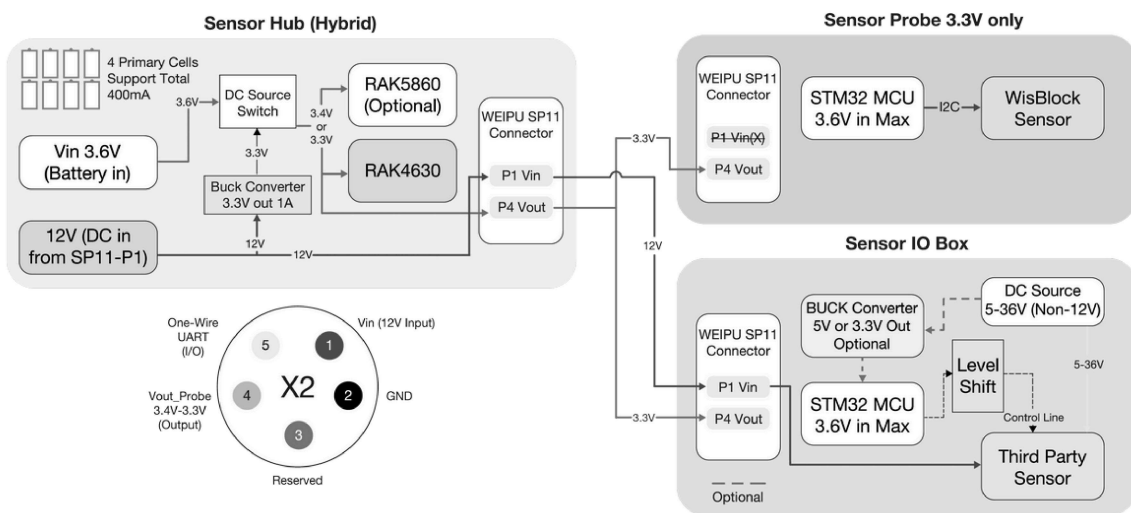 Sensor Hub (Hybrid)
4 Primary Cells
Support Total
400mA
3.6V
DC Source
Switch
3.4V
or
3.3V
RAK5860
(Optional)
RAK4630
WEIPU SP11
Connector
P1 Vin
P4 Vout
Vin 3.6V
(Battery in)
3.3V
Buck Converter
3.3V out 1A
12V (DC in
from SP11-P1)
12V
12V
3.3V
12V
3.3V
Sensor Probe 3.3V only
WEIPU SP11
Connector
P1 Vin(X)
P4 Vout
STM32 MCU
3.6V in Max
I2C
WisBlock
Sensor
Sensor IO Box
WEIPU SP11
Connector
P1 Vin
P4 Vout
BUCK Converter
5V or 3.3V Out
Optional
DC Source
5-36V (Non-12V)
STM32 MCU
3.6V in Max
Level
Shift
5-36V
Control Line
Third Party
Sensor
Optional
One-Wire
UART
(I/O)
Vin (12V Input)
5
1
X2
4
2
3
Vout_Probe
3.4V-3.3V
(Output)
GND
Reserved